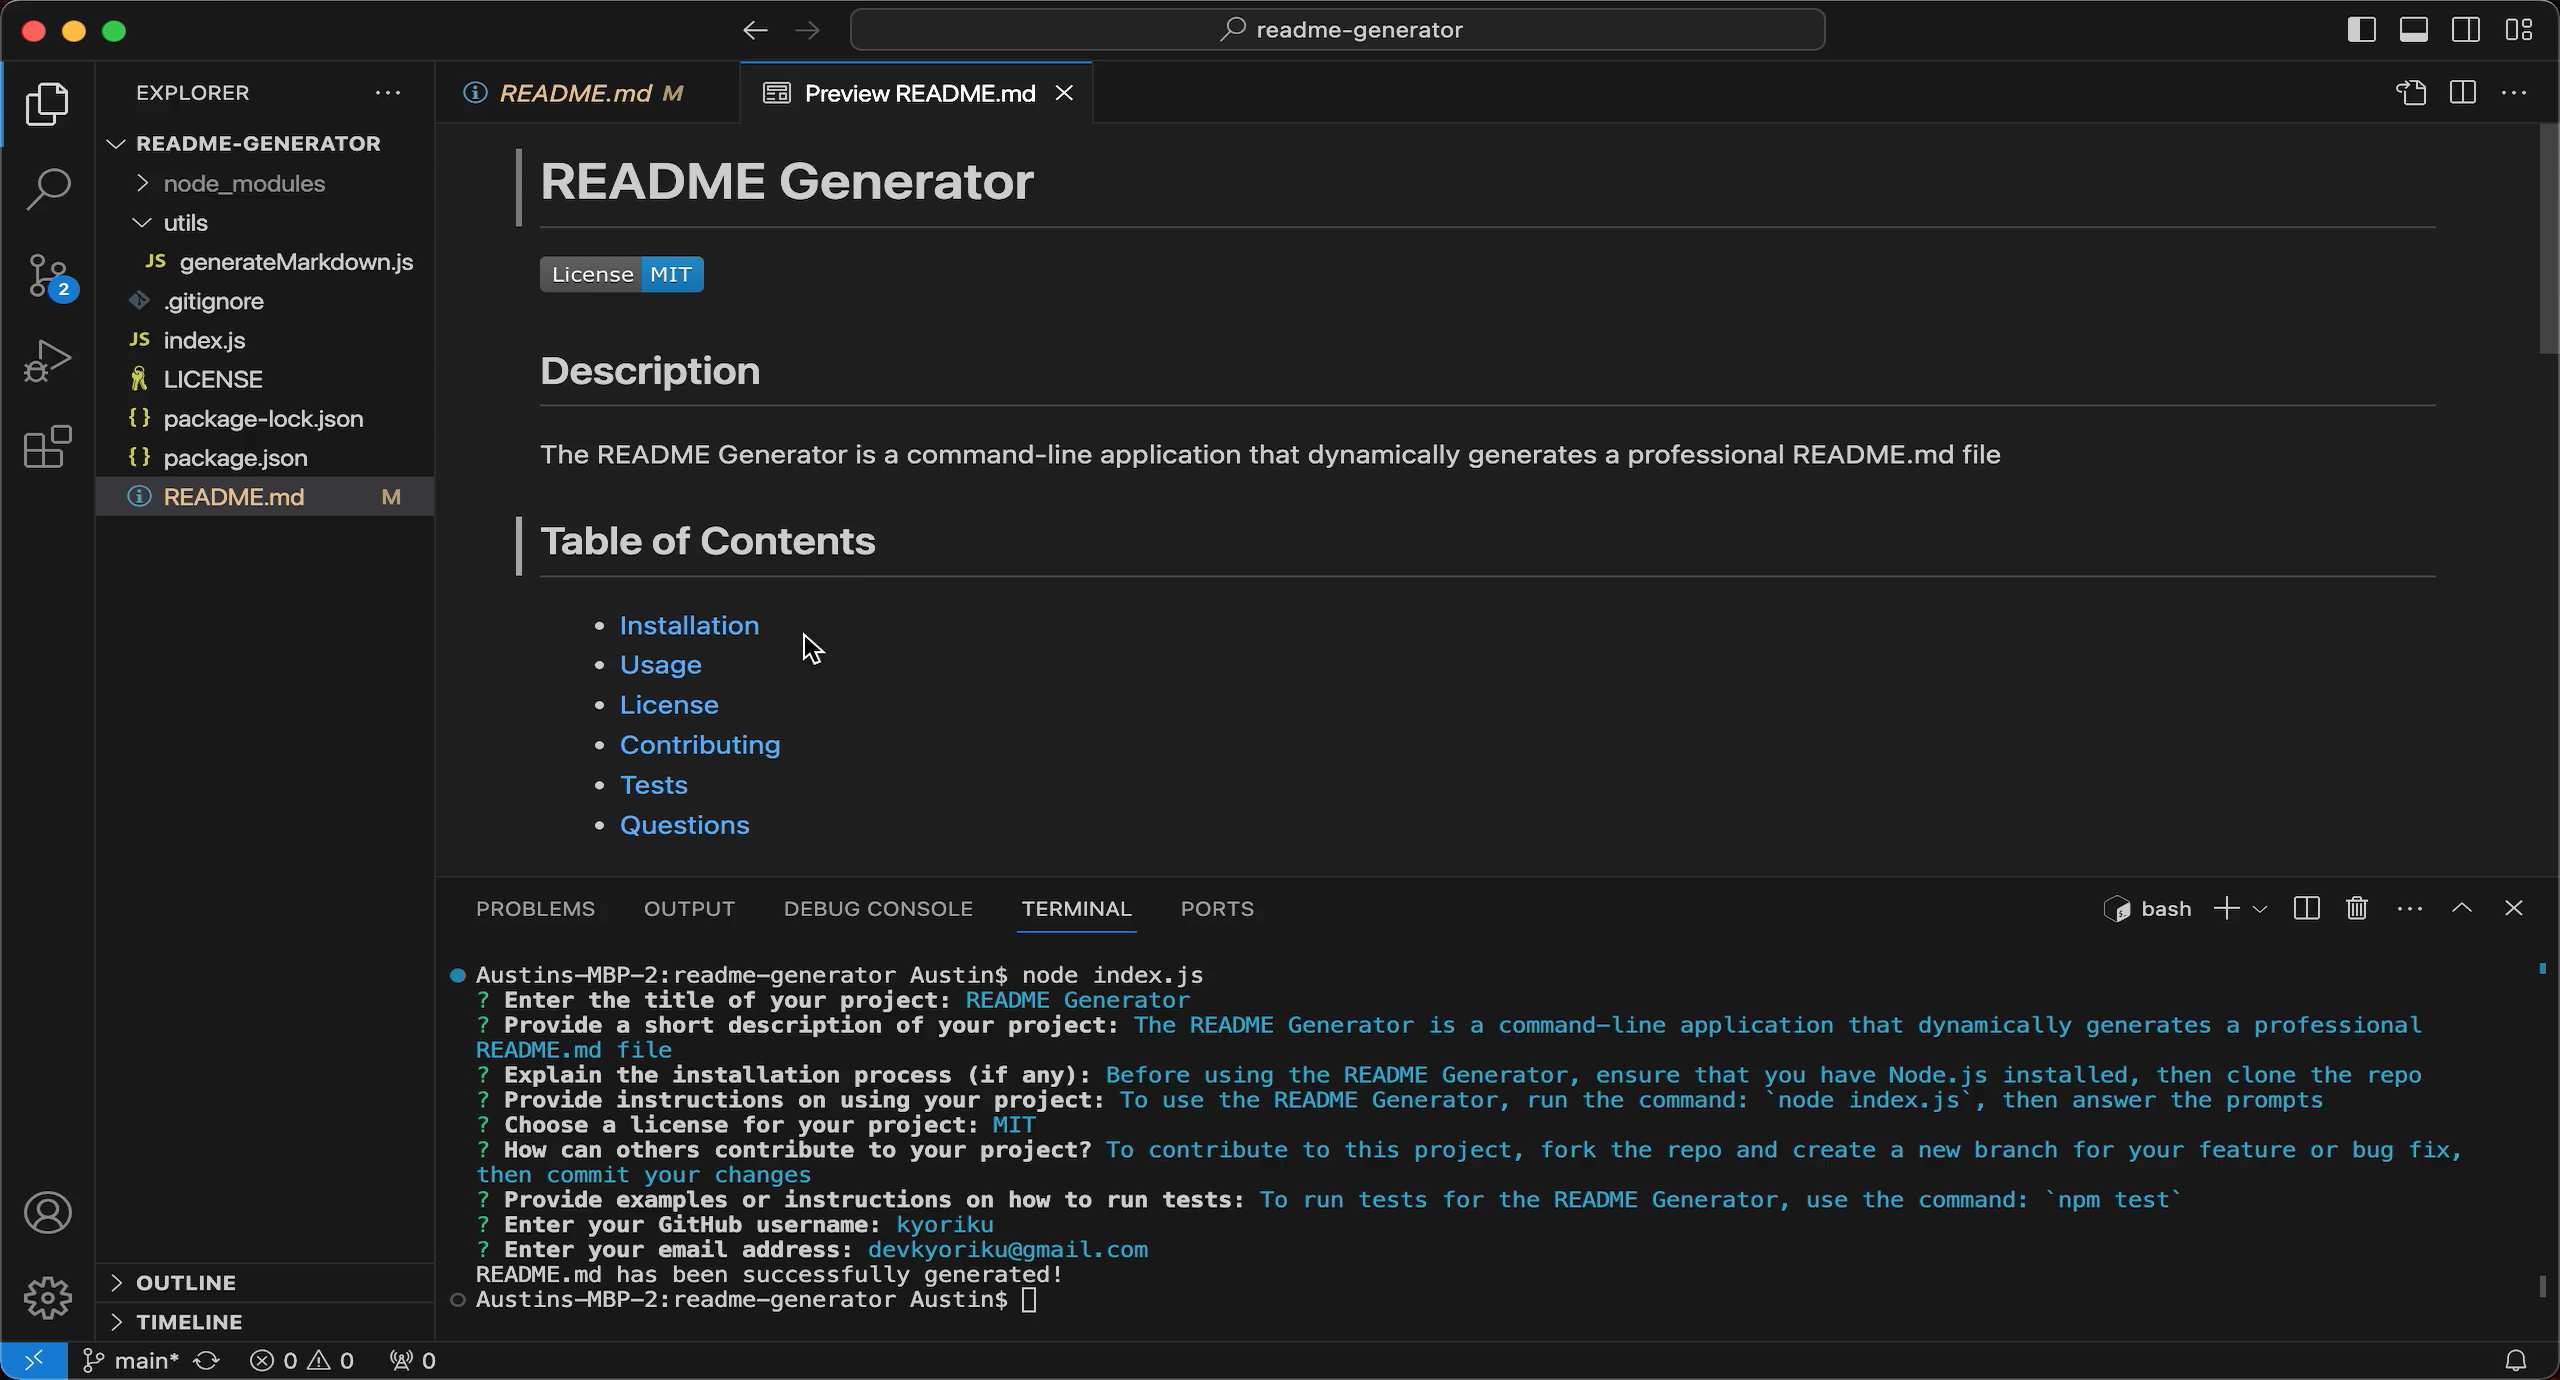 readme-generator
EXPLORER
README-GENERATOR
node_modules
utils
JS generateMarkdown.js
.gitignore
JS index.js
LICENSE
{} package-lock.json
{} package.json
README.md M
OUTLINE
TIMELINE
2
README.md M
Preview README.md
README Generator
License MIT
Description
The README Generator is a command-line application that dynamically generates a professional README.md file
Table of Contents
• Installation
• Usage
• License
• Contributing
• Tests
• Questions
PROBLEMS OUTPUT DEBUG CONSOLE TERMINAL PORTS
bash
Austins-MBP-2:readme-generator Austin$ node index.js
? Enter the title of your project: README Generator
? Provide a short description of your project: The README Generator is a command-line application that dynamically generates a professional
README.md file
? Explain the installation process (if any): Before using the README Generator, ensure that you have Node.js installed, then clone the repo
? Provide instructions on using your project: To use the README Generator, run the command: `node index.js`, then answer the prompts
? Choose a license for your project: MIT
? How can others contribute to your project? To contribute to this project, fork the repo and create a new branch for your feature or bug fix,
then commit your changes
? Provide examples or instructions on how to run tests: To run tests for the README Generator, use the command: `npm test`
? Enter your GitHub username: kyoriku
? Enter your email address: devkyoriku@gmail.com
README.md has been successfully generated!
Austins-MBP-2:readme-generator Austin$
main* 0 0 0